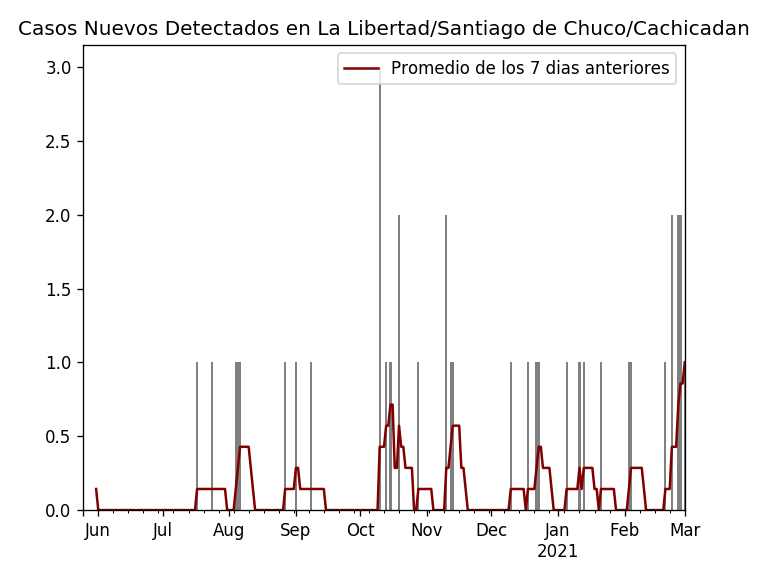 Casos Nuevos Detectados en La Libertad/Santiago de Chuco/Cachicadan
Promedio de los 7 dias anteriores
3.0
2.5
2.0
1.5
1.0
0.5
0.0
Jun Jul Aug Sep Oct Nov Dec Jan Feb Mar
2021